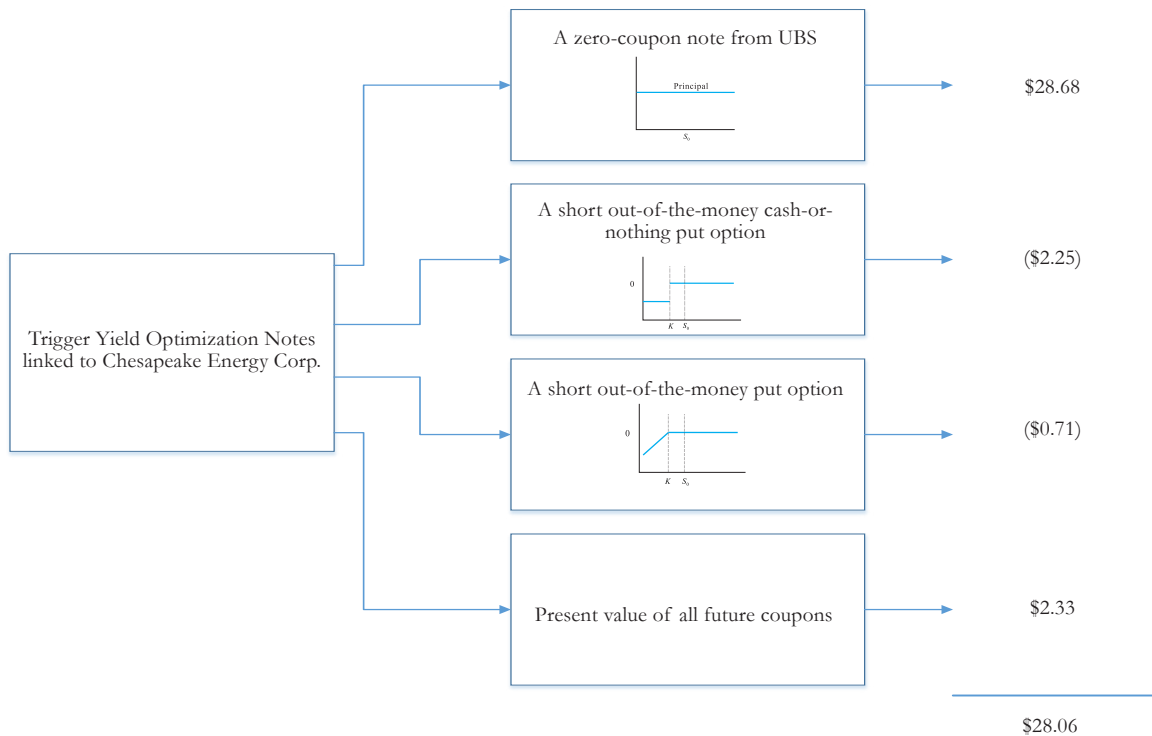 A zero-coupon note from UBS
Principal
S₀
$28.68
A short out-of-the-money cash-or-
nothing put option
0
K S₀
($2.25)
Trigger Yield Optimization Notes
linked to Chesapeake Energy Corp.
A short out-of-the-money put option
0
K S₀
($0.71)
Present value of all future coupons
$2.33
$28.06